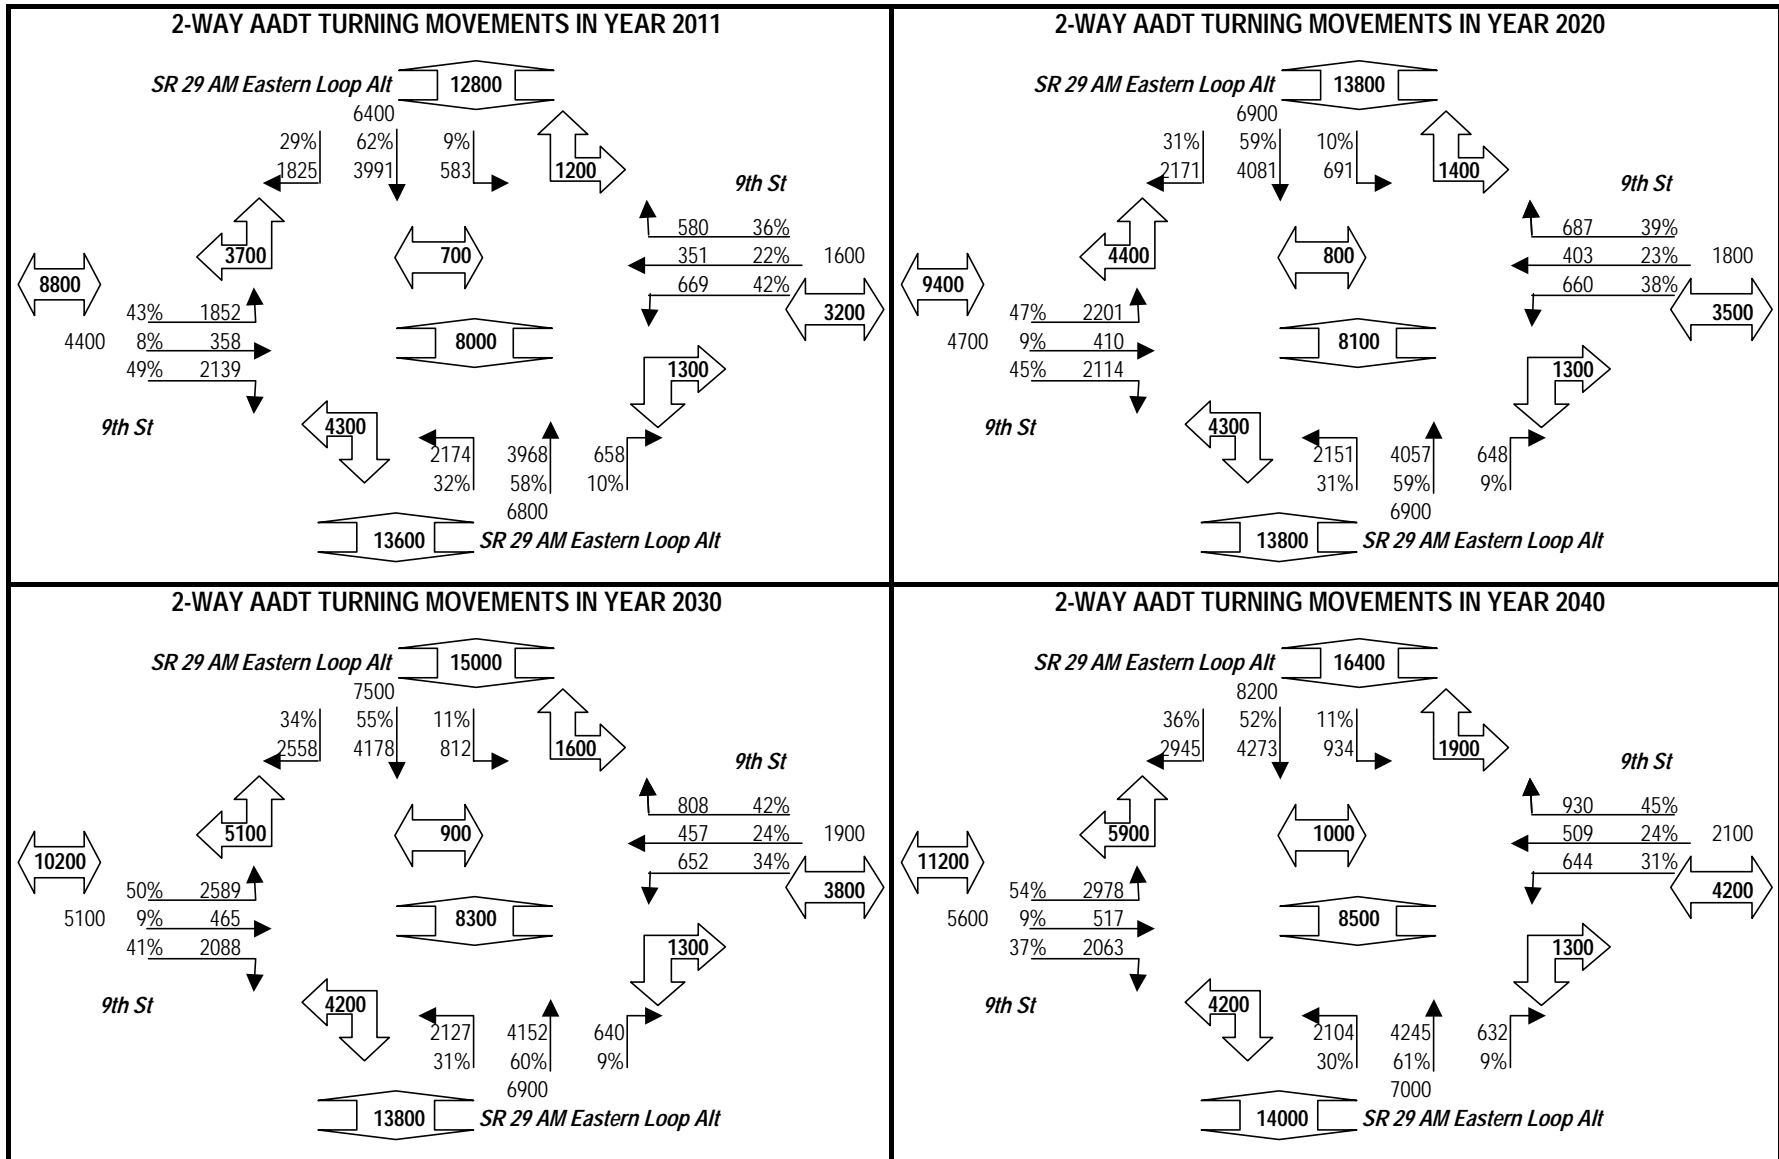 2-WAY AADT TURNING MOVEMENTS IN YEAR 2011
SR 29 AM Eastern Loop Alt 12800
6400
29% 62% 9%
1825 3991 583 1200
9th St
580 36%
3700 700 351 22% 1600
8800 669 42%
43% 1852 3200
4400 8% 358 8000
49% 2139 1300
9th St 4300
2174 3968 658
32% 58% 10%
6800
13600 SR 29 AM Eastern Loop Alt
2-WAY AADT TURNING MOVEMENTS IN YEAR 2020
SR 29 AM Eastern Loop Alt 13800
6900
31% 59% 10%
2171 4081 691 1400
9th St
687 39%
4400 800 403 23% 1800
9400 660 38%
47% 2201 3500
4700 9% 410 8100
45% 2114 1300
9th St 4300
2151 4057 648
31% 59% 9%
6900
13800 SR 29 AM Eastern Loop Alt
2-WAY AADT TURNING MOVEMENTS IN YEAR 2030
SR 29 AM Eastern Loop Alt 15000
7500
34% 55% 11%
2558 4178 812 1600
9th St
808 42%
5100 900 457 24% 1900
10200 652 34%
50% 2589 3800
5100 9% 465 8300
41% 2088 1300
9th St 4200
2127 4152 640
31% 60% 9%
6900
13800 SR 29 AM Eastern Loop Alt
2-WAY AADT TURNING MOVEMENTS IN YEAR 2040
SR 29 AM Eastern Loop Alt 16400
8200
36% 52% 11%
2945 4273 934 1900
9th St
930 45%
5900 1000 509 24% 2100
11200 644 31%
54% 2978 4200
5600 9% 517 8500
37% 2063 1300
9th St 4200
2104 4245 632
30% 61% 9%
7000
14000 SR 29 AM Eastern Loop Alt